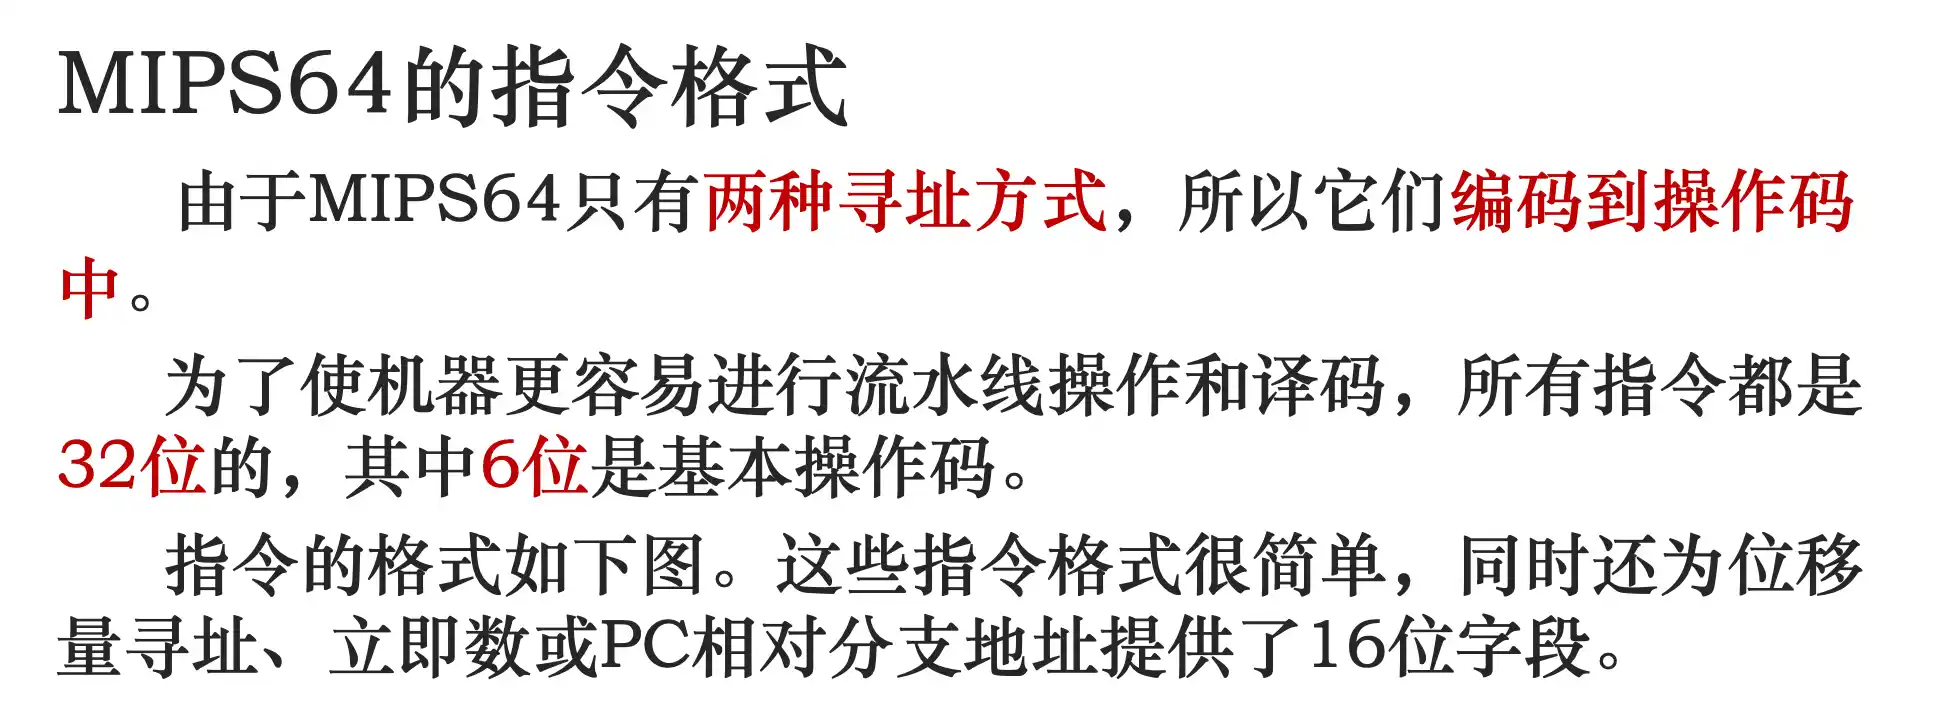 MIPS64的指令格式
由于MIPS64只有两种寻址方式，所以它们编码到操作码
中。
为了使机器更容易进行流水线操作和译码，所有指令都是
32位的，其中6位是基本操作码。
指令的格式如下图。这些指令格式很简单，同时还为位移
量寻址、立即数或PC相对分支地址提供了16位字段。